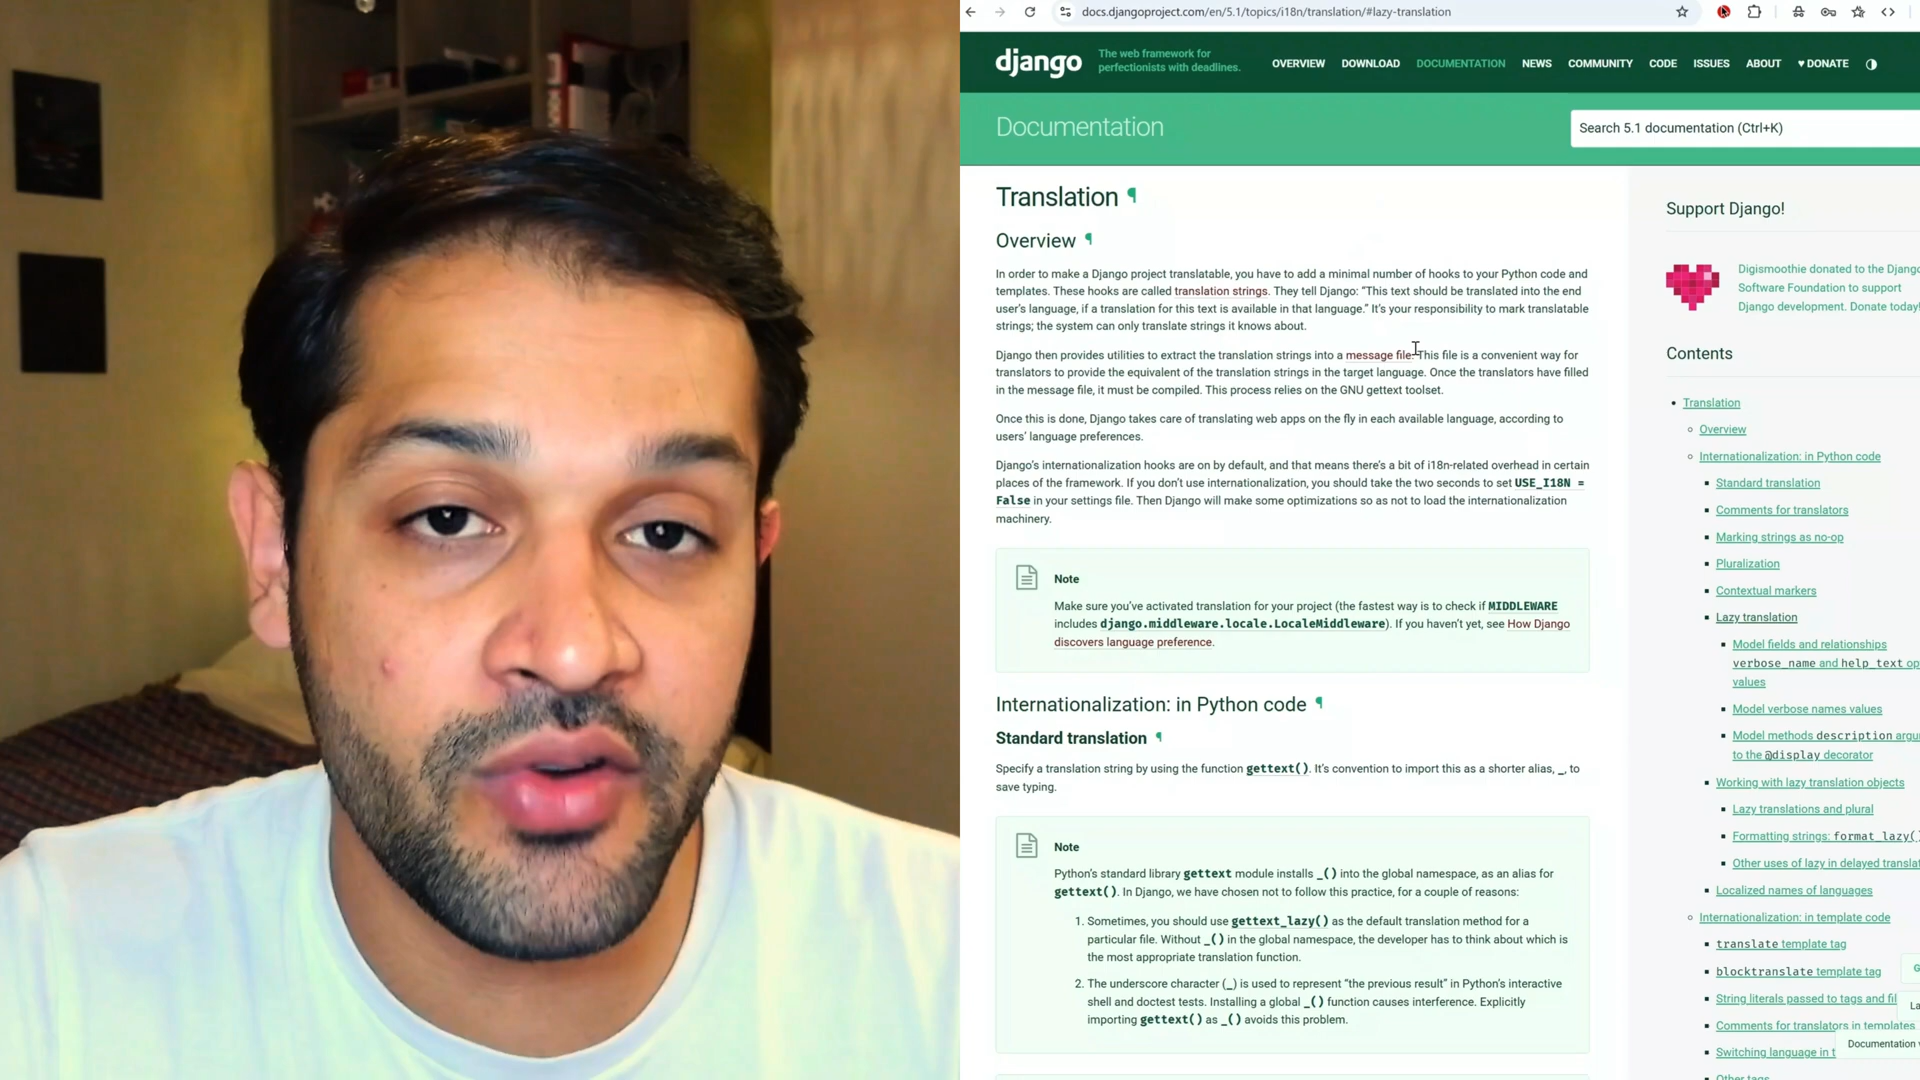 docs.djangoproject.com/en/5.1/topics/i18n/translation/#lazy-translation
django
The web framework for
perfectionists with deadlines.
OVERVIEW DOWNLOAD DOCUMENTATION NEWS COMMUNITY CODE ISSUES ABOUT ♥ DONATE
Documentation
Search 5.1 documentation (Ctrl+K)
Translation ¶
Overview ¶
In order to make a Django project translatable, you have to add a minimal number of hooks to your Python code and
templates. These hooks are called translation strings. They tell Django: “This text should be translated into the end
user’s language, if a translation for this text is available in that language.” It’s your responsibility to mark translatable
strings; the system can only translate strings it knows about.
Django then provides utilities to extract the translation strings into a message file. This file is a convenient way for
translators to provide the equivalent of the translation strings in the target language. Once the translators have filled
in the message file, it must be compiled. This process relies on the GNU gettext toolset.
Once this is done, Django takes care of translating web apps on the fly in each available language, according to
users’ language preferences.
Django’s internationalization hooks are on by default, and that means there’s a bit of i18n-related overhead in certain
places of the framework. If you don’t use internationalization, you should take the two seconds to set USE_I18N =
False in your settings file. Then Django will make some optimizations so as not to load the internationalization
machinery.
Note
Make sure you’ve activated translation for your project (the fastest way is to check if MIDDLEWARE
includes django.middleware.locale.LocaleMiddleware). If you haven’t yet, see How Django
discovers language preference.
Internationalization: in Python code ¶
Standard translation ¶
Specify a translation string by using the function gettext(). It’s convention to import this as a shorter alias, _, to
save typing.
Note
Python’s standard library gettext module installs _() into the global namespace, as an alias for
gettext(). In Django, we have chosen not to follow this practice, for a couple of reasons:
1. Sometimes, you should use gettext_lazy() as the default translation method for a
particular file. Without _() in the global namespace, the developer has to think about which is
the most appropriate translation function.
2. The underscore character (_) is used to represent “the previous result” in Python’s interactive
shell and doctest tests. Installing a global _() function causes interference. Explicitly
importing gettext() as _() avoids this problem.
Support Django!
Digismoothie donated to the Django
Software Foundation to support
Django development. Donate today!
Contents
Translation
Overview
Internationalization: in Python code
Standard translation
Comments for translators
Marking strings as no-op
Pluralization
Contextual markers
Lazy translation
Model fields and relationships
verbose_name and help_text op
values
Model verbose names values
Model methods description argu
to the @display decorator
Working with lazy translation objects
Lazy translations and plural
Formatting strings: format_lazy()
Other uses of lazy in delayed translat
Localized names of languages
Internationalization: in template code
translate template tag
blocktranslate template tag
G
String literals passed to tags and fil
La
Comments for translators in templates
Documentation v
Switching language in t
Other tags